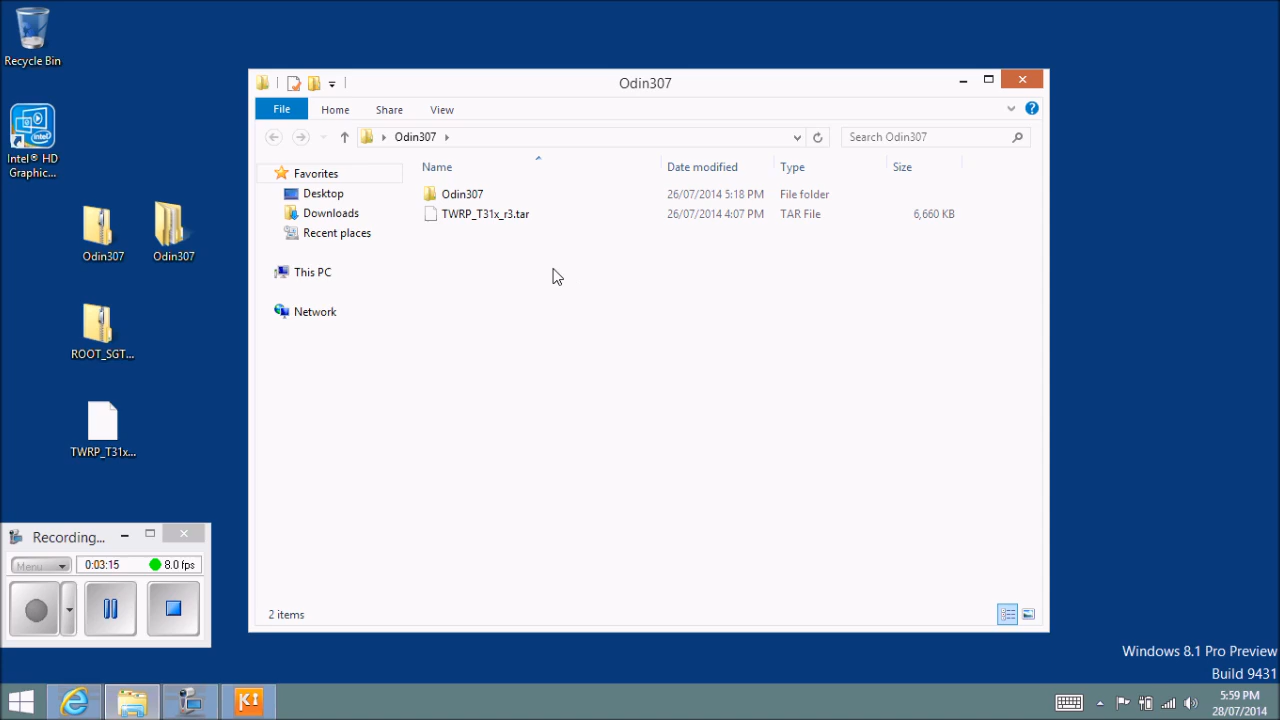 Recycle Bin
Intel® HD
Graphic...
Odin307
Odin307
ROOT_SGT...
TWRP_T31x...
Odin307
File
Home
Share
View
Odin307
Search Odin307
Favorites
Desktop
Downloads
Recent places
This PC
Network
Name
Date modified
Type
Size
Odin307
26/07/2014 5:18 PM
File folder
TWRP_T31x_r3.tar
26/07/2014 4:07 PM
TAR File
6,660 KB
2 items
Recording...
Menu
0:03:15
8.0 fps
Windows 8.1 Pro Preview
Build 9431
KI
5:59 PM
28/07/2014